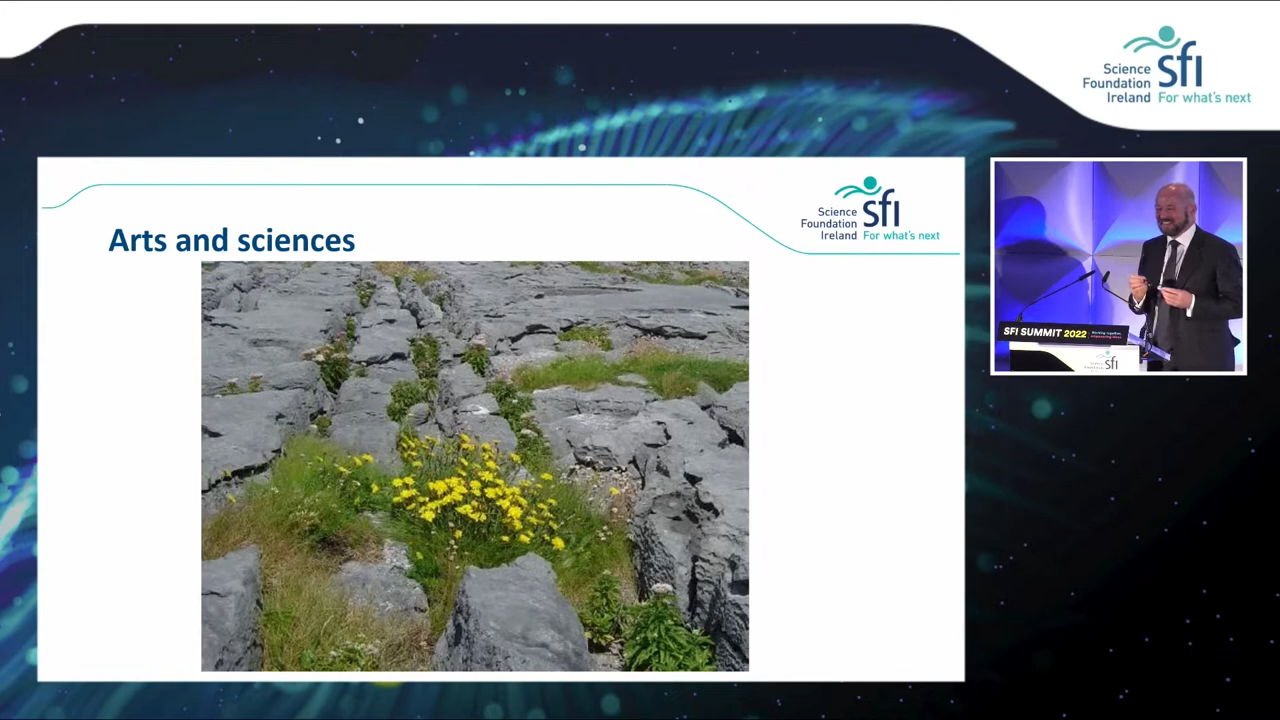 Science
Foundation
Ireland
sfi
For what's next
Science
Foundation
Ireland
sfi
For what's next
Arts and sciences
SFI SUMMIT 2022
sfi